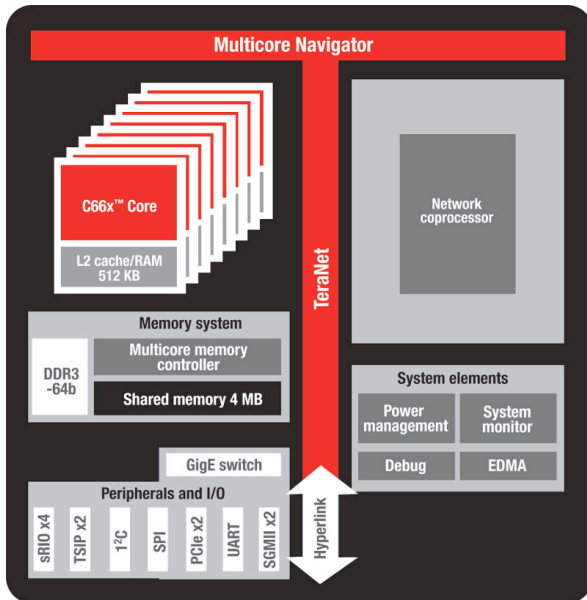 Multicore Navigator
C66x™ Core
L2 cache/RAM
512 KB
TeraNet
Network
coprocessor
Memory system
DDR3
-64b
Multicore memory
controller
Shared memory 4 MB
System elements
Power
management
System
monitor
Debug
EDMA
GigE switch
Peripherals and I/O
sRIO x4
TSIP x2
1²C
SPI
PCIe x2
UART
SGMII x2
Hyperlink